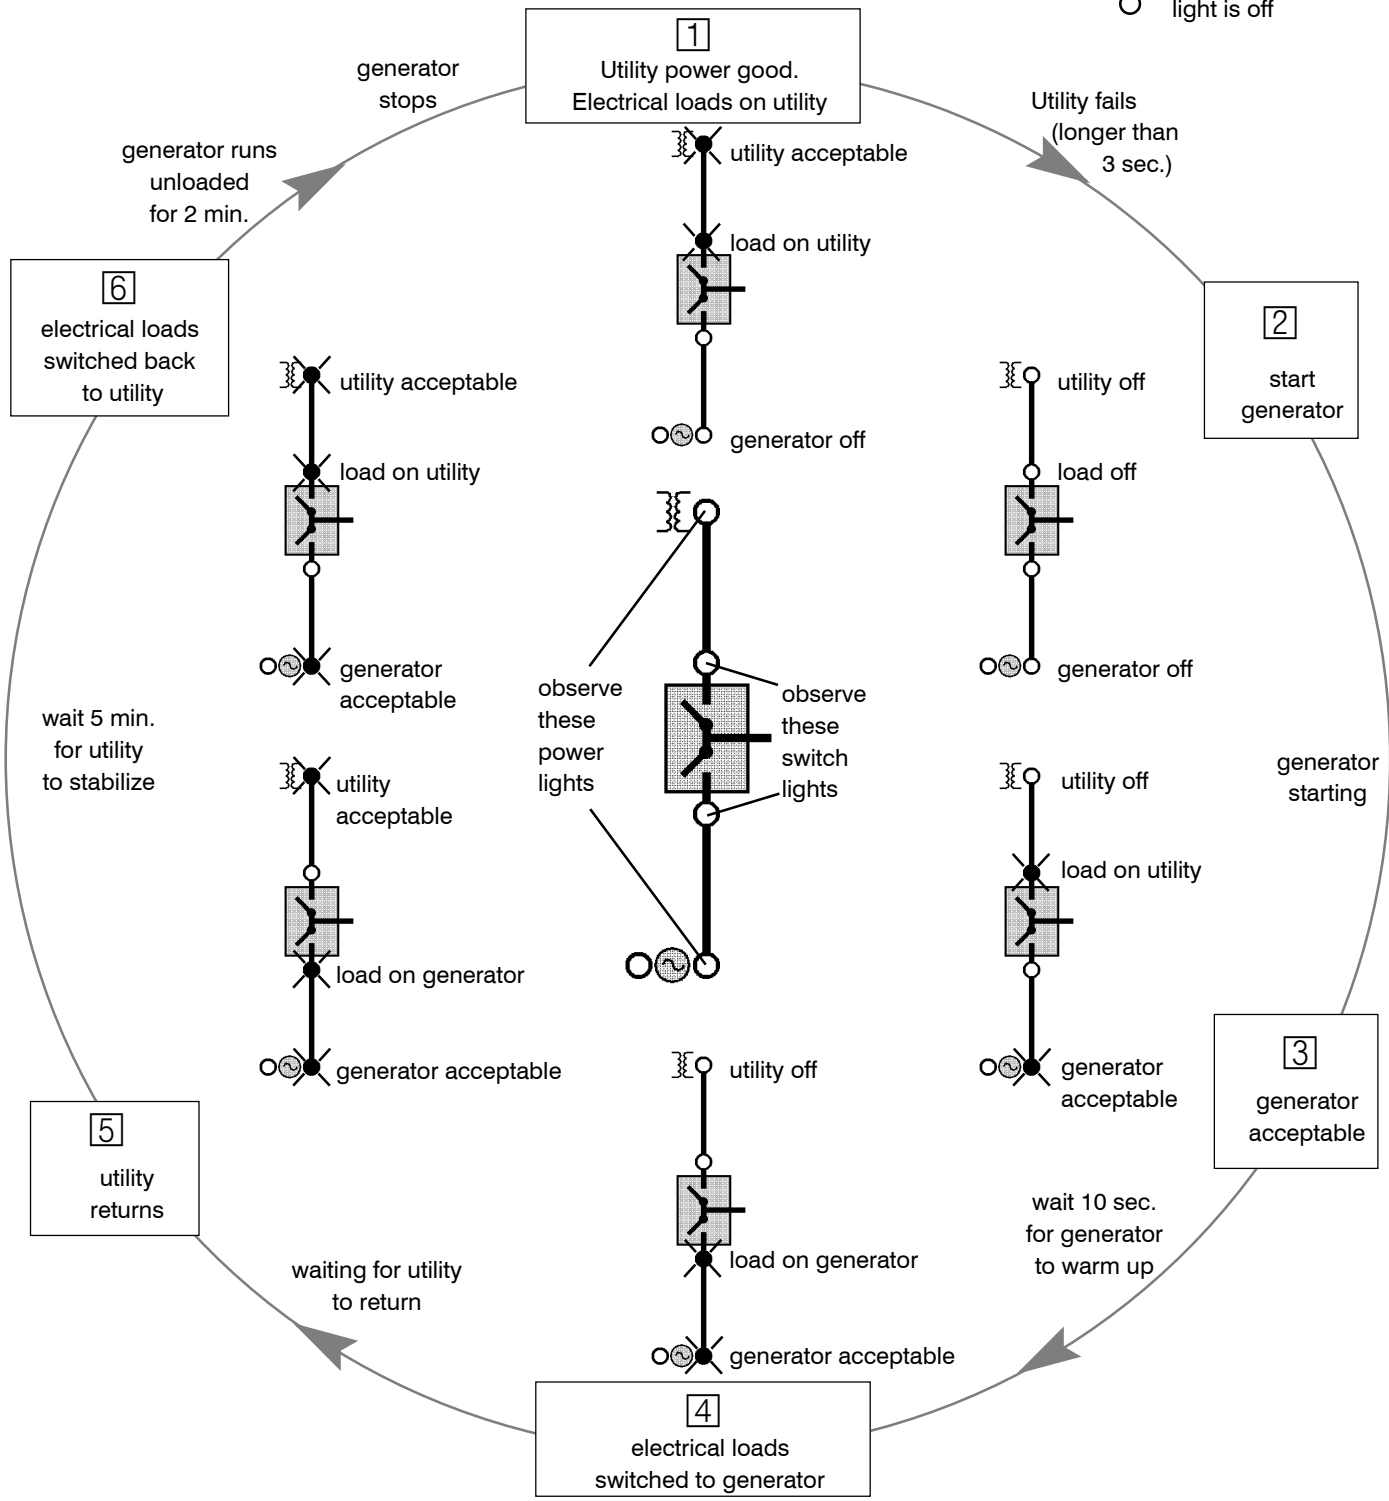 light is off
1
Utility power good.
Electrical loads on utility
generator
stops
Utility fails
(longer than
3 sec.)
generator runs
unloaded
for 2 min.
utility acceptable
load on utility
generator off
6
electrical loads
switched back
to utility
2
start
generator
utility acceptable
load on utility
generator
acceptable
utility off
load off
generator off
observe
these
power
lights
observe
these
switch
lights
wait 5 min.
for utility
to stabilize
generator
starting
utility
acceptable
load on generator
generator acceptable
utility off
load on utility
generator
acceptable
3
generator
acceptable
5
utility
returns
utility off
load on generator
generator acceptable
wait 10 sec.
for generator
to warm up
waiting for utility
to return
4
electrical loads
switched to generator